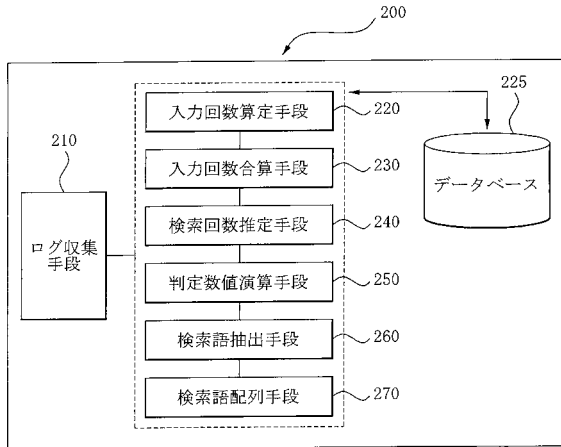 200
入力回数算定手段
220
225
210
入力回数合算手段
230
データベース
検索回数推定手段
240
ログ収集
手段
判定数値演算手段
250
検索語抽出手段
260
検索語配列手段
270